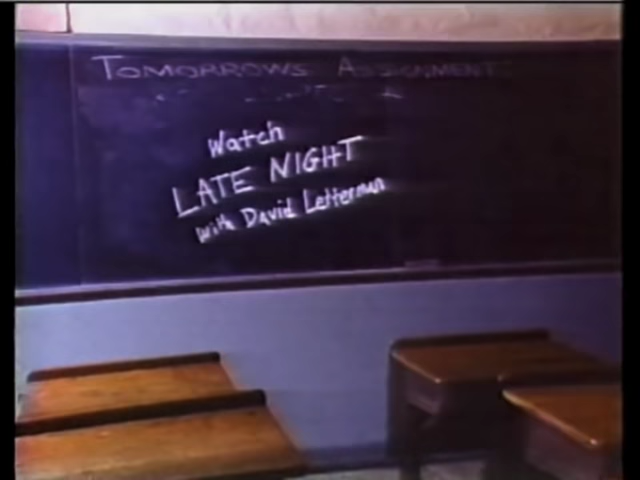 TOMORROWS ASSIGNMENT:
Watch
LATE NIGHT
with David Letterman